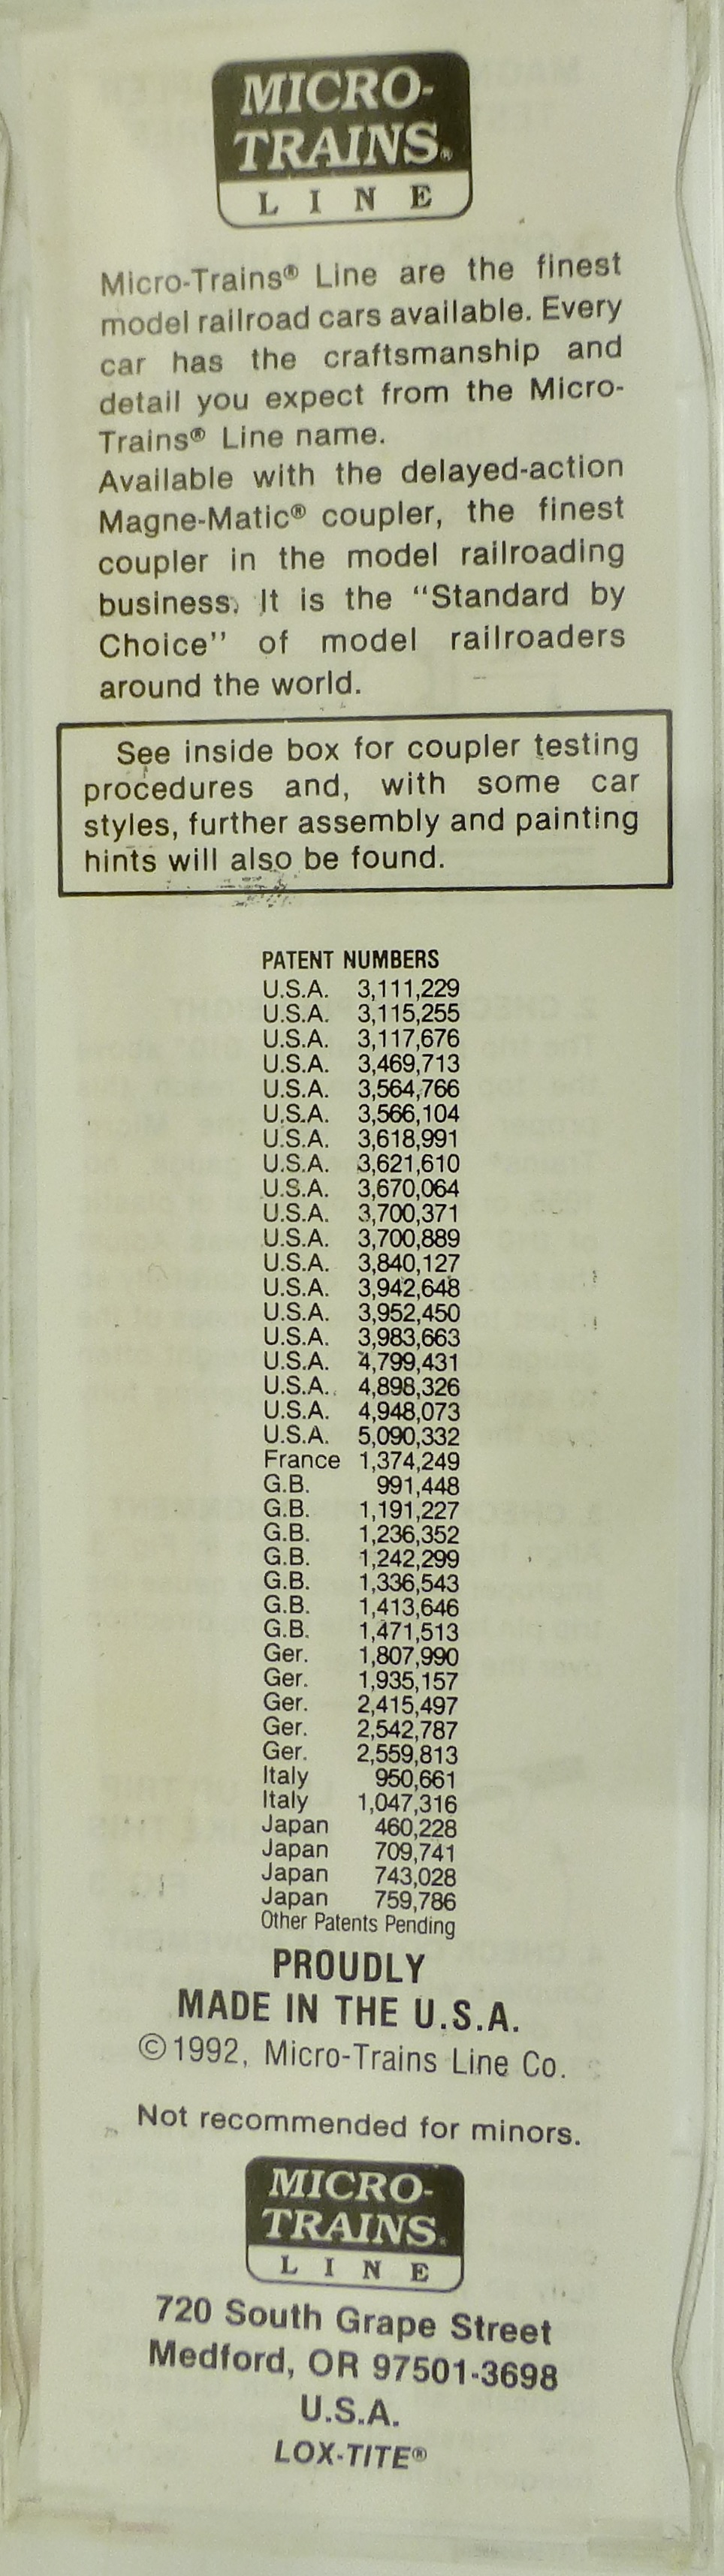 MICRO-
TRAINS®
LINE
Micro-Trains® Line are the finest
model railroad cars available. Every
car has the craftsmanship and
detail you expect from the Micro-
Trains® Line name.
Available with the delayed-action
Magne-Matic® coupler, the finest
coupler in the model railroading
business. It is the “Standard by
Choice” of model railroaders
around the world.
See inside box for coupler testing
procedures and, with some car
styles, further assembly and painting
hints will also be found.
PATENT NUMBERS
U.S.A. 3,111,229
U.S.A. 3,115,255
U.S.A. 3,117,676
U.S.A. 3,469,713
U.S.A. 3,564,766
U.S.A. 3,566,104
U.S.A. 3,618,991
U.S.A. 3,621,610
U.S.A. 3,670,064
U.S.A. 3,700,371
U.S.A. 3,700,889
U.S.A. 3,840,127
U.S.A. 3,942,648
U.S.A. 3,952,450
U.S.A. 3,983,663
U.S.A. 4,799,431
U.S.A. 4,898,326
U.S.A. 4,948,073
U.S.A. 5,090,332
France 1,374,249
G.B. 991,448
G.B. 1,191,227
G.B. 1,236,352
G.B. 1,242,299
G.B. 1,336,543
G.B. 1,413,646
G.B. 1,471,513
Ger. 1,807,990
Ger. 1,935,157
Ger. 2,415,497
Ger. 2,542,787
Ger. 2,559,813
Italy 950,661
Italy 1,047,316
Japan 460,228
Japan 709,741
Japan 743,028
Japan 759,786
Other Patents Pending
PROUDLY
MADE IN THE U.S.A.
©1992, Micro-Trains Line Co.
Not recommended for minors.
MICRO-
TRAINS®
LINE
720 South Grape Street
Medford, OR 97501-3698
U.S.A.
LOX-TITE®